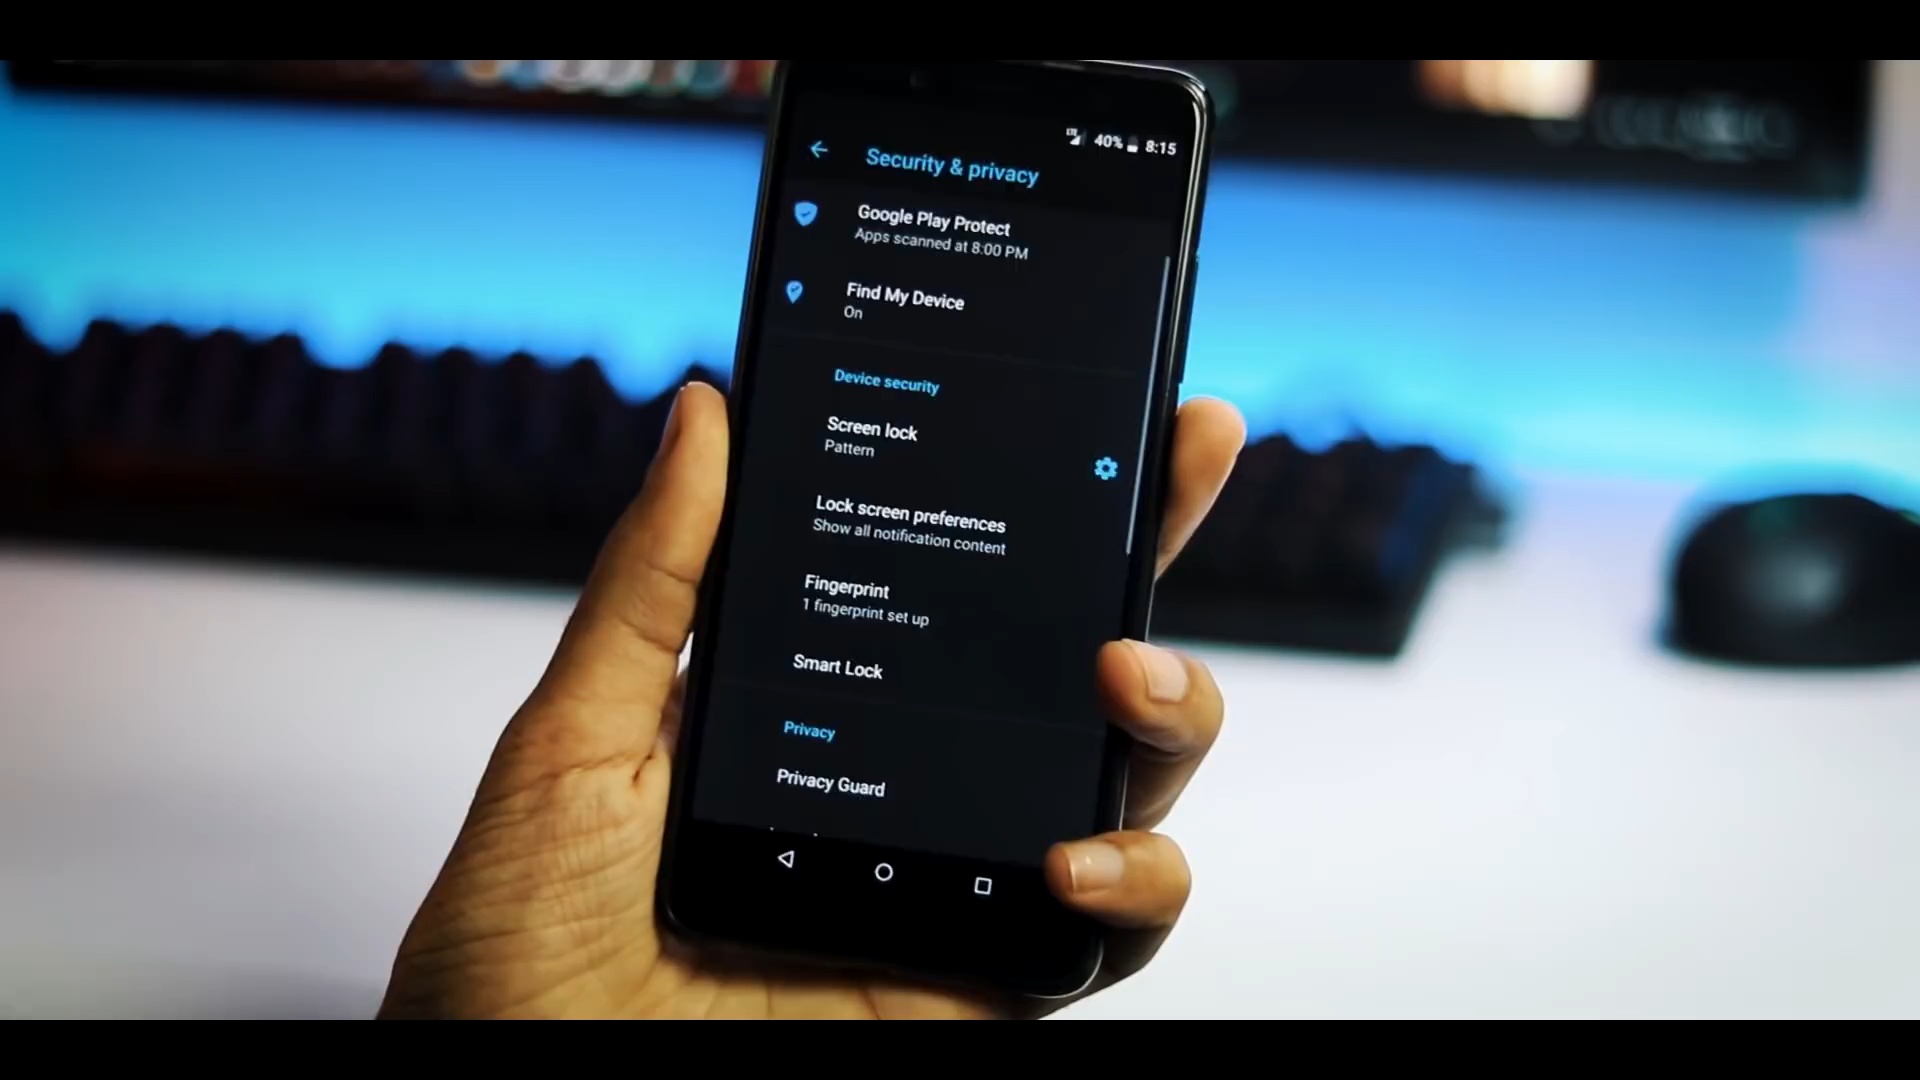 LTE 40% 8:15
Security & privacy
Google Play Protect
Apps scanned at 8:00 PM
Find My Device
On
Device security
Screen lock
Pattern
Lock screen preferences
Show all notification content
Fingerprint
1 fingerprint set up
Smart Lock
Privacy
Privacy Guard